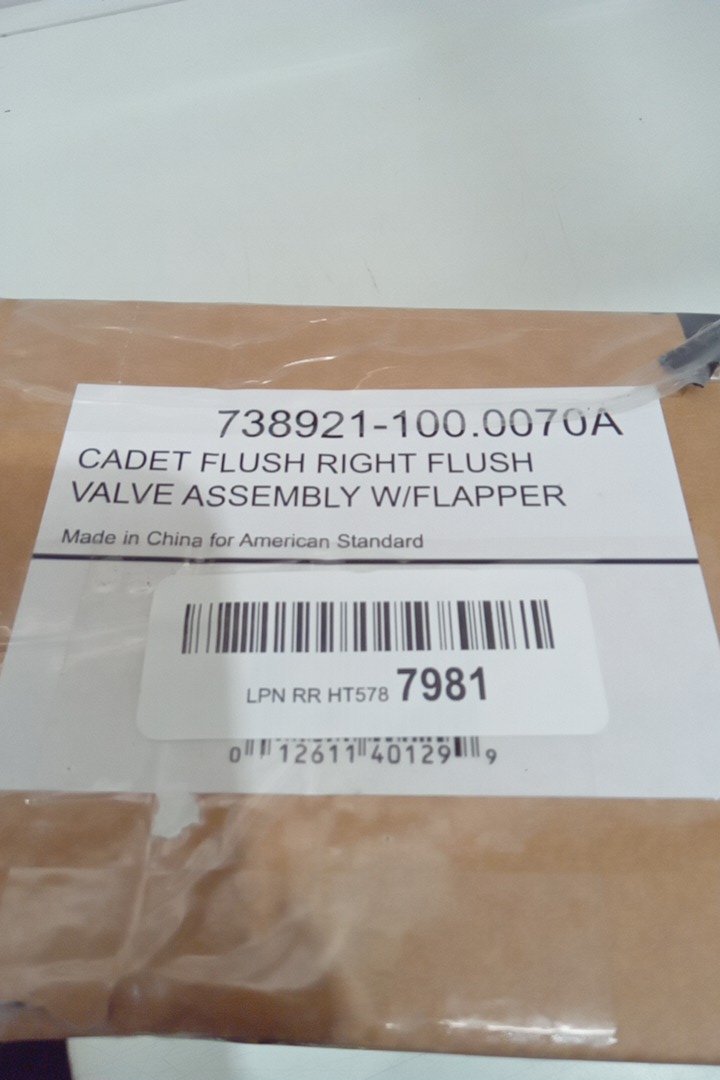 738921-100.0070A
CADET FLUSH RIGHT FLUSH
VALVE ASSEMBLY W/FLAPPER
Made in China for American Standard
LPN RR HT578 7981
0 12611 40129 9